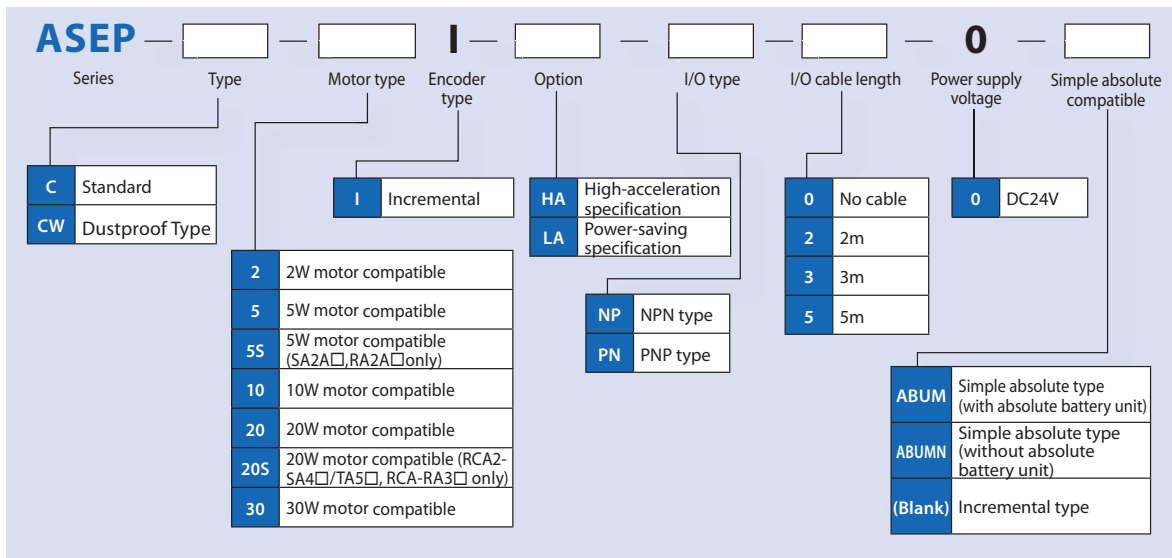 ASEP — — I — — — — 0 —
Series
Type
Motor type
Encoder
type
Option
I/O type
I/O cable length
Power supply
voltage
Simple absolute
compatible
C Standard
CW Dustproof Type
2 2W motor compatible
5 5W motor compatible
5S 5W motor compatible
(SA2A□,RA2A□only)
10 10W motor compatible
20 20W motor compatible
20S 20W motor compatible (RCA2-
SA4□/TA5□, RCA-RA3□ only)
30 30W motor compatible
I Incremental
HA High-acceleration
specification
LA Power-saving
specification
NP NPN type
PN PNP type
0 No cable
2 2m
3 3m
5 5m
0 DC24V
ABUM Simple absolute type
(with absolute battery unit)
ABUMN Simple absolute type
(without absolute
battery unit)
(Blank) Incremental type